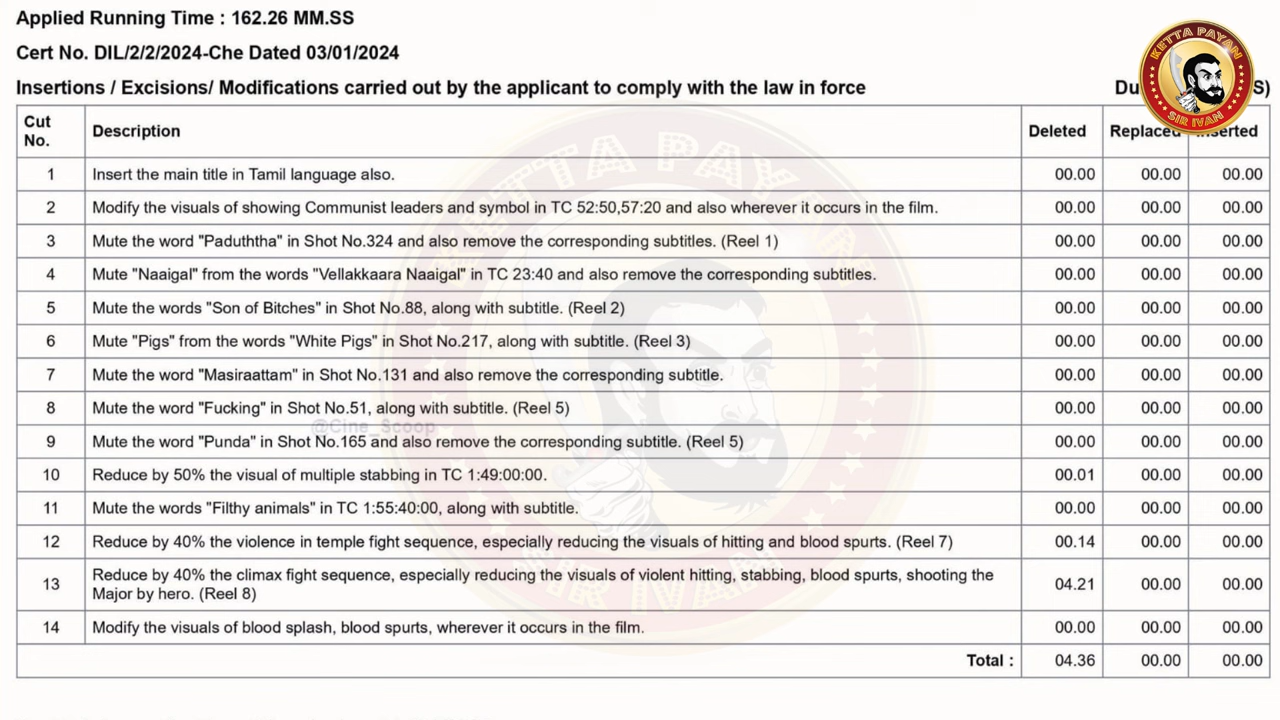 Applied Running Time : 162.26 MM.SS
Cert No. DIL/2/2/2024-Che Dated 03/01/2024
KETTA PAYAN
SIR IVAN
Insertions / Excisions/ Modifications carried out by the applicant to comply with the law in force Du S)
Cut No. Description Deleted Replaced Inserted
1 Insert the main title in Tamil language also. 00.00 00.00 00.00
2 Modify the visuals of showing Communist leaders and symbol in TC 52:50,57:20 and also wherever it occurs in the film. 00.00 00.00 00.00
3 Mute the word "Paduththa" in Shot No.324 and also remove the corresponding subtitles. (Reel 1) 00.00 00.00 00.00
4 Mute "Naaigal" from the words "Vellakkaara Naaigal" in TC 23:40 and also remove the corresponding subtitles. 00.00 00.00 00.00
5 Mute the words "Son of Bitches" in Shot No.88, along with subtitle. (Reel 2) 00.00 00.00 00.00
6 Mute "Pigs" from the words "White Pigs" in Shot No.217, along with subtitle. (Reel 3) 00.00 00.00 00.00
7 Mute the word "Masiraattam" in Shot No.131 and also remove the corresponding subtitle. 00.00 00.00 00.00
8 Mute the word "Fucking" in Shot No.51, along with subtitle. (Reel 5) 00.00 00.00 00.00
@Cine_Scoop
9 Mute the word "Punda" in Shot No.165 and also remove the corresponding subtitle. (Reel 5) 00.00 00.00 00.00
10 Reduce by 50% the visual of multiple stabbing in TC 1:49:00:00. 00.01 00.00 00.00
11 Mute the words "Filthy animals" in TC 1:55:40:00, along with subtitle. 00.00 00.00 00.00
12 Reduce by 40% the violence in temple fight sequence, especially reducing the visuals of hitting and blood spurts. (Reel 7) 00.14 00.00 00.00
13 Reduce by 40% the climax fight sequence, especially reducing the visuals of violent hitting, stabbing, blood spurts, shooting the
Major by hero. (Reel 8) 04.21 00.00 00.00
14 Modify the visuals of blood splash, blood spurts, wherever it occurs in the film. 00.00 00.00 00.00
Total : 04.36 00.00 00.00
KETTA PAYAN
SIR IVAN